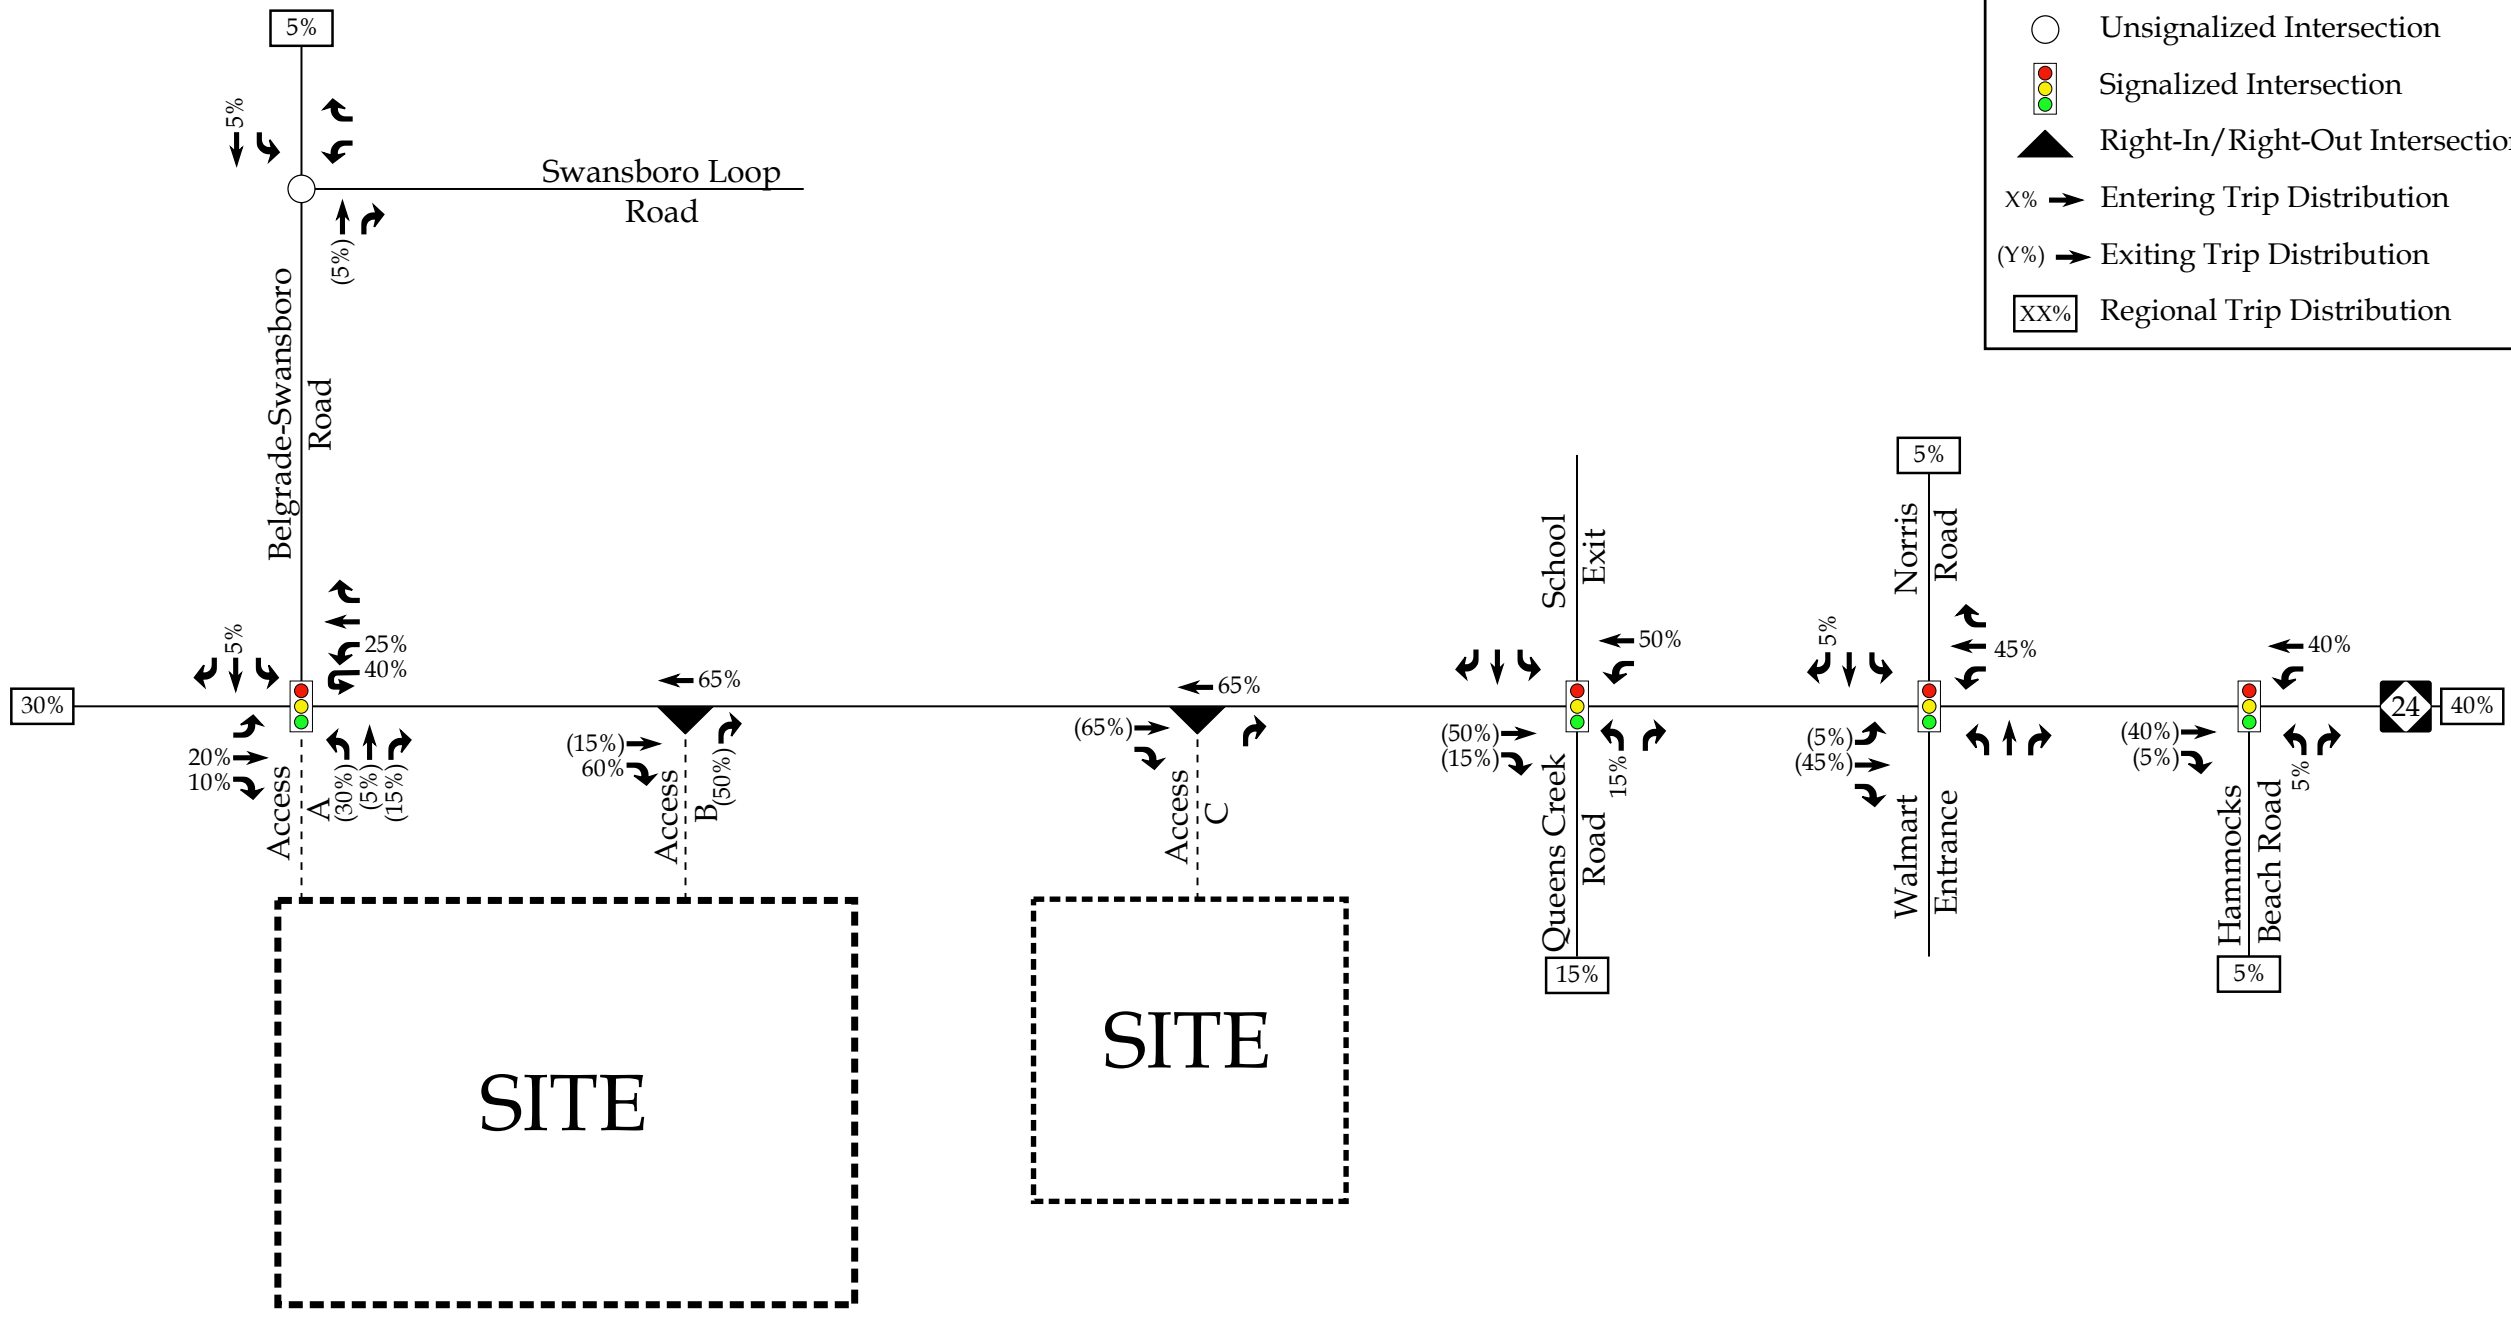 5%
Unsignalized Intersection
Signalized Intersection
Right-In/Right-Out Intersection
X% Entering Trip Distribution
(Y%) Exiting Trip Distribution
XX% Regional Trip Distribution
5%
Swansboro Loop
Road
(5%)
Belgrade-Swansboro
Road
5%
25%
40%
30%
20%
10%
Access
A
(30%)
(5%)
(15%)
65%
(15%)
60%
Access
B
(50%)
65%
(65%)
Access
C
School
Exit
50%
(50%)
(15%)
15%
Queens Creek
Road
15%
5%
Norris
Road
5%
45%
(5%)
(45%)
Walmart
Entrance
40%
(40%)
(5%)
5%
Hammocks
Beach Road
5%
24
40%
SITE
SITE